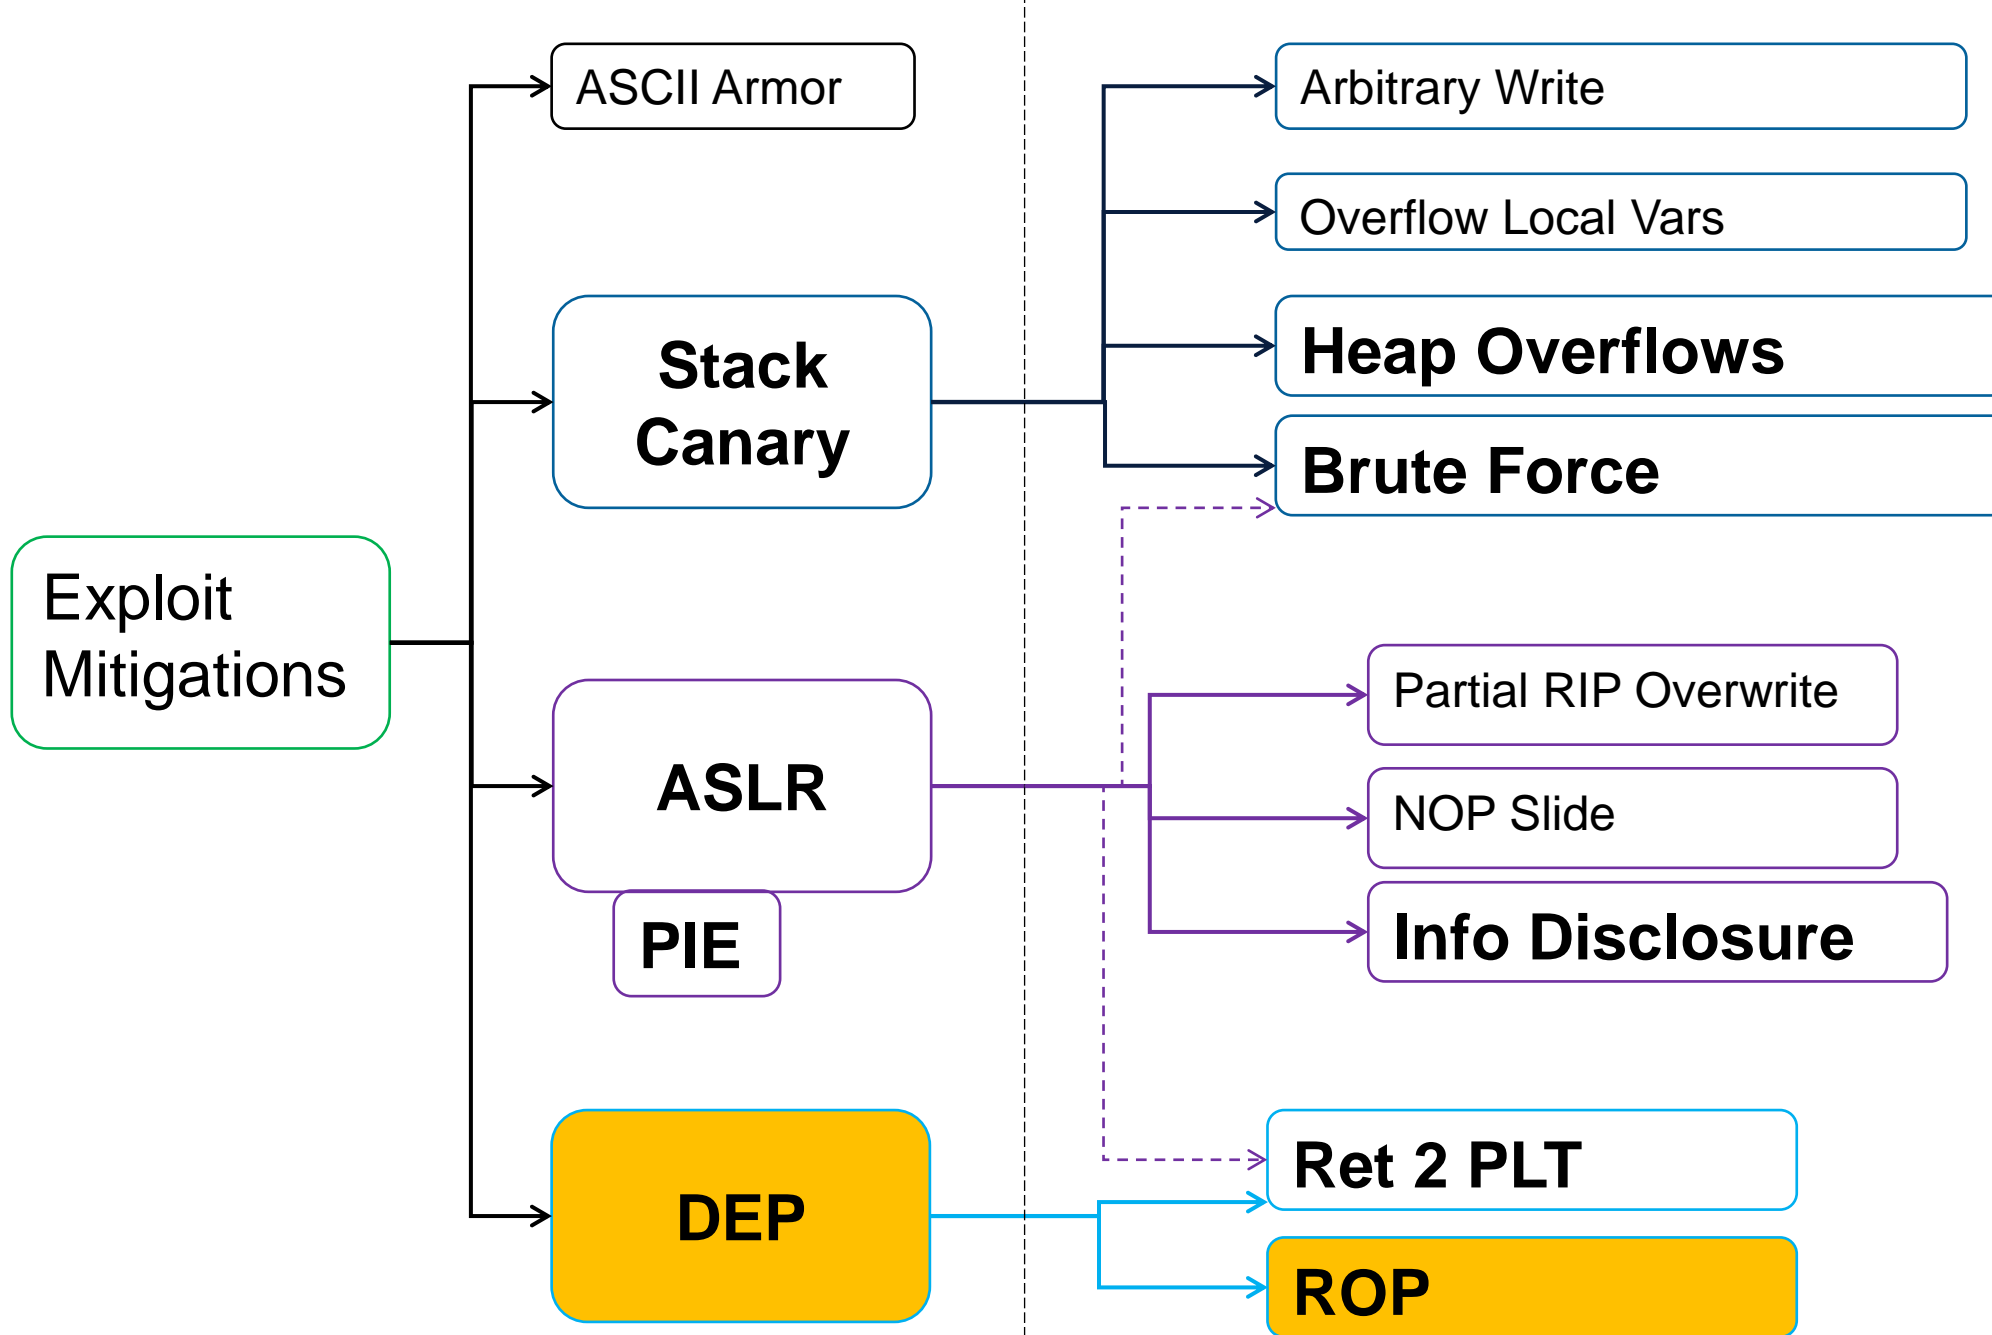 ASCII Armor
Arbitrary Write
Overflow Local Vars
Stack
Canary
Heap Overflows
Brute Force
Exploit
Mitigations
Partial RIP Overwrite
ASLR
NOP Slide
PIE
Info Disclosure
DEP
Ret 2 PLT
ROP